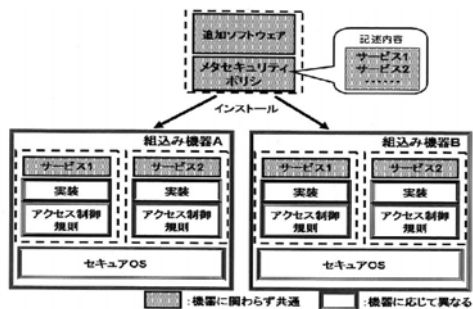 追加ソフトウェア
メタセキュリティ
ポリシ
記述内容
サービス1
サービス2
……
インストール
組込み機器A
サービス1
サービス2
実装
実装
アクセス制御
規則
アクセス制御
規則
セキュアOS
組込み機器B
サービス1
サービス2
実装
実装
アクセス制御
規則
アクセス制御
規則
セキュアOS
:機器に関わらず共通
:機器に応じて異なる